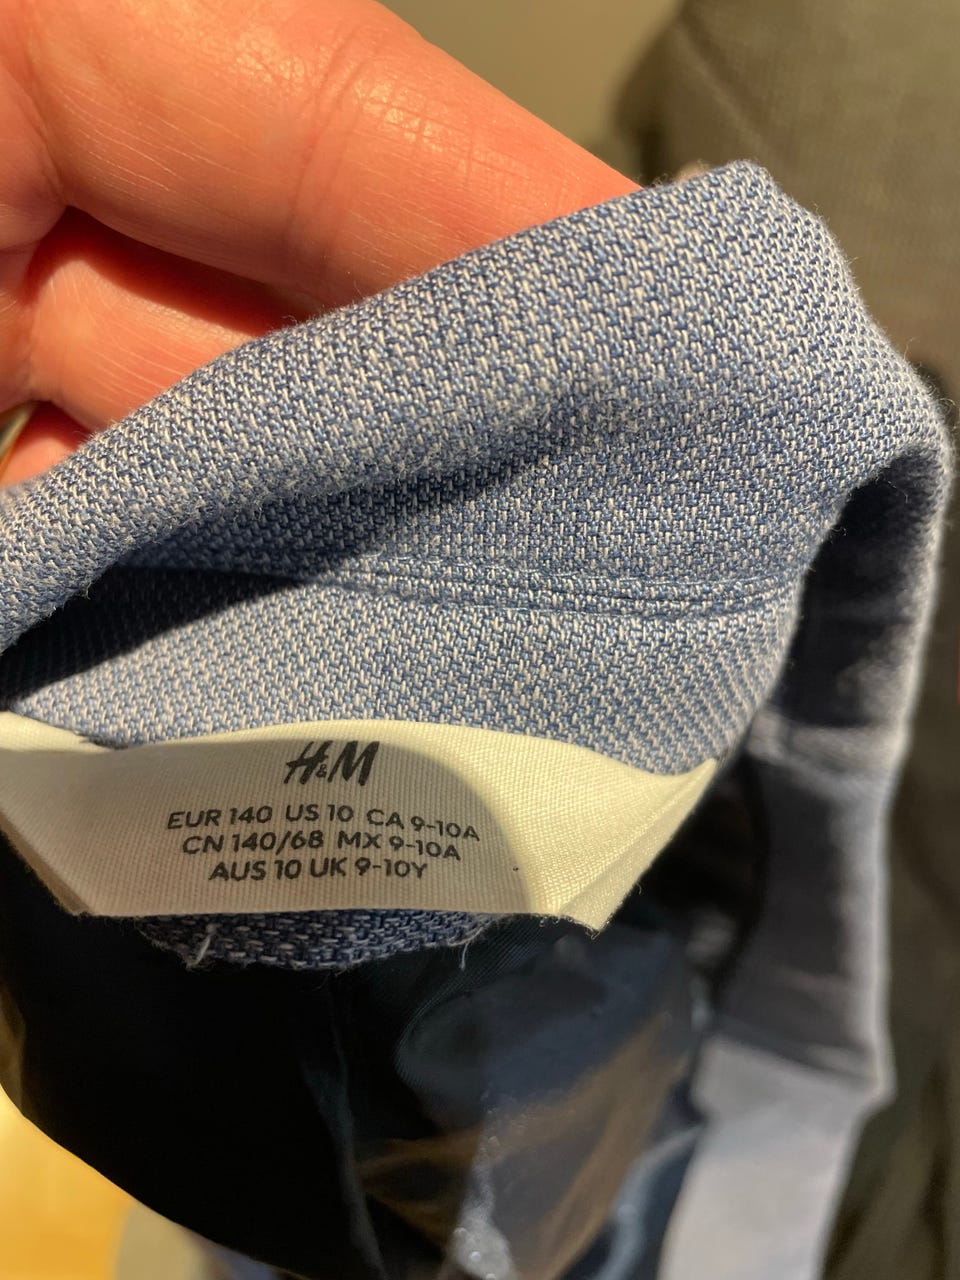 H&M
EUR 140 US 10 CA 9-10A
CN 140/68 MX 9-10A
AUS 10 UK 9-10Y